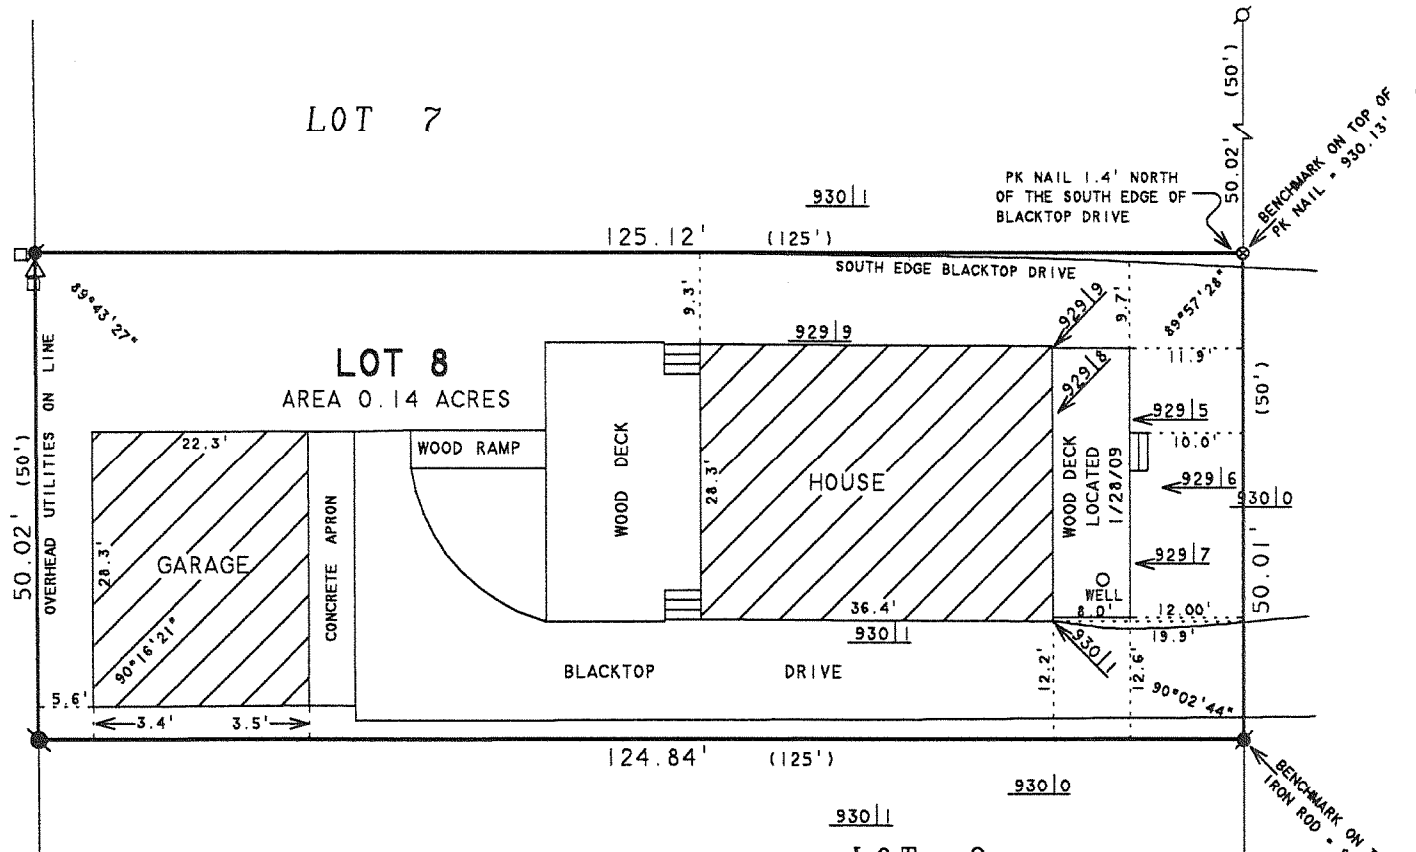 (50')
50.02'
BENCHMARK ON TOP OF
PK NAIL = 930.13'
LOT 7
PK NAIL 1.4' NORTH
OF THE SOUTH EDGE OF
BLACKTOP DRIVE
930|1
125.12' (125')
SOUTH EDGE BLACKTOP DRIVE
89°43'27"
9.3'
929|9
929|9
9.7'
89°57'28"
11.9'
LOT 8
AREA 0.14 ACRES
929|8
(50')
929|5
10.0'
929|6
930|0
929|7
50.01'
OVERHEAD UTILITIES ON LINE
50.02' (50')
22.3'
28.3'
GARAGE
90°16'21"
CONCRETE APRON
WOOD RAMP
WOOD DECK
28.3'
HOUSE
36.4'
930|1
WOOD DECK
LOCATED
1/28/09
WELL
8.0'
12.00'
19.9'
930|1
12.2'
12.6'
90°02'44"
BLACKTOP DRIVE
5.6'
3.4' 3.5'
124.84' (125')
930|0
930|1
BENCHMARK ON
IRON ROD =
LOT